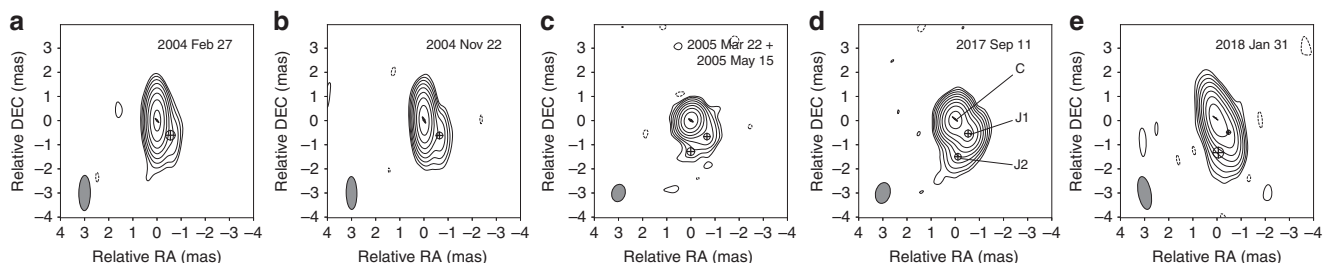 a
2004 Feb 27
Relative DEC (mas)
3
2
1
0
–1
–2
–3
–4
4 3 2 1 0 –1 –2 –3 –4
Relative RA (mas)
b
2004 Nov 22
Relative DEC (mas)
3
2
1
0
–1
–2
–3
–4
4 3 2 1 0 –1 –2 –3 –4
Relative RA (mas)
c
2005 Mar 22 +
2005 May 15
Relative DEC (mas)
3
2
1
0
–1
–2
–3
–4
4 3 2 1 0 –1 –2 –3 –4
Relative RA (mas)
d
2017 Sep 11
C
J1
J2
Relative DEC (mas)
3
2
1
0
–1
–2
–3
–4
4 3 2 1 0 –1 –2 –3 –4
Relative RA (mas)
e
2018 Jan 31
Relative DEC (mas)
3
2
1
0
–1
–2
–3
–4
4 3 2 1 0 –1 –2 –3 –4
Relative RA (mas)